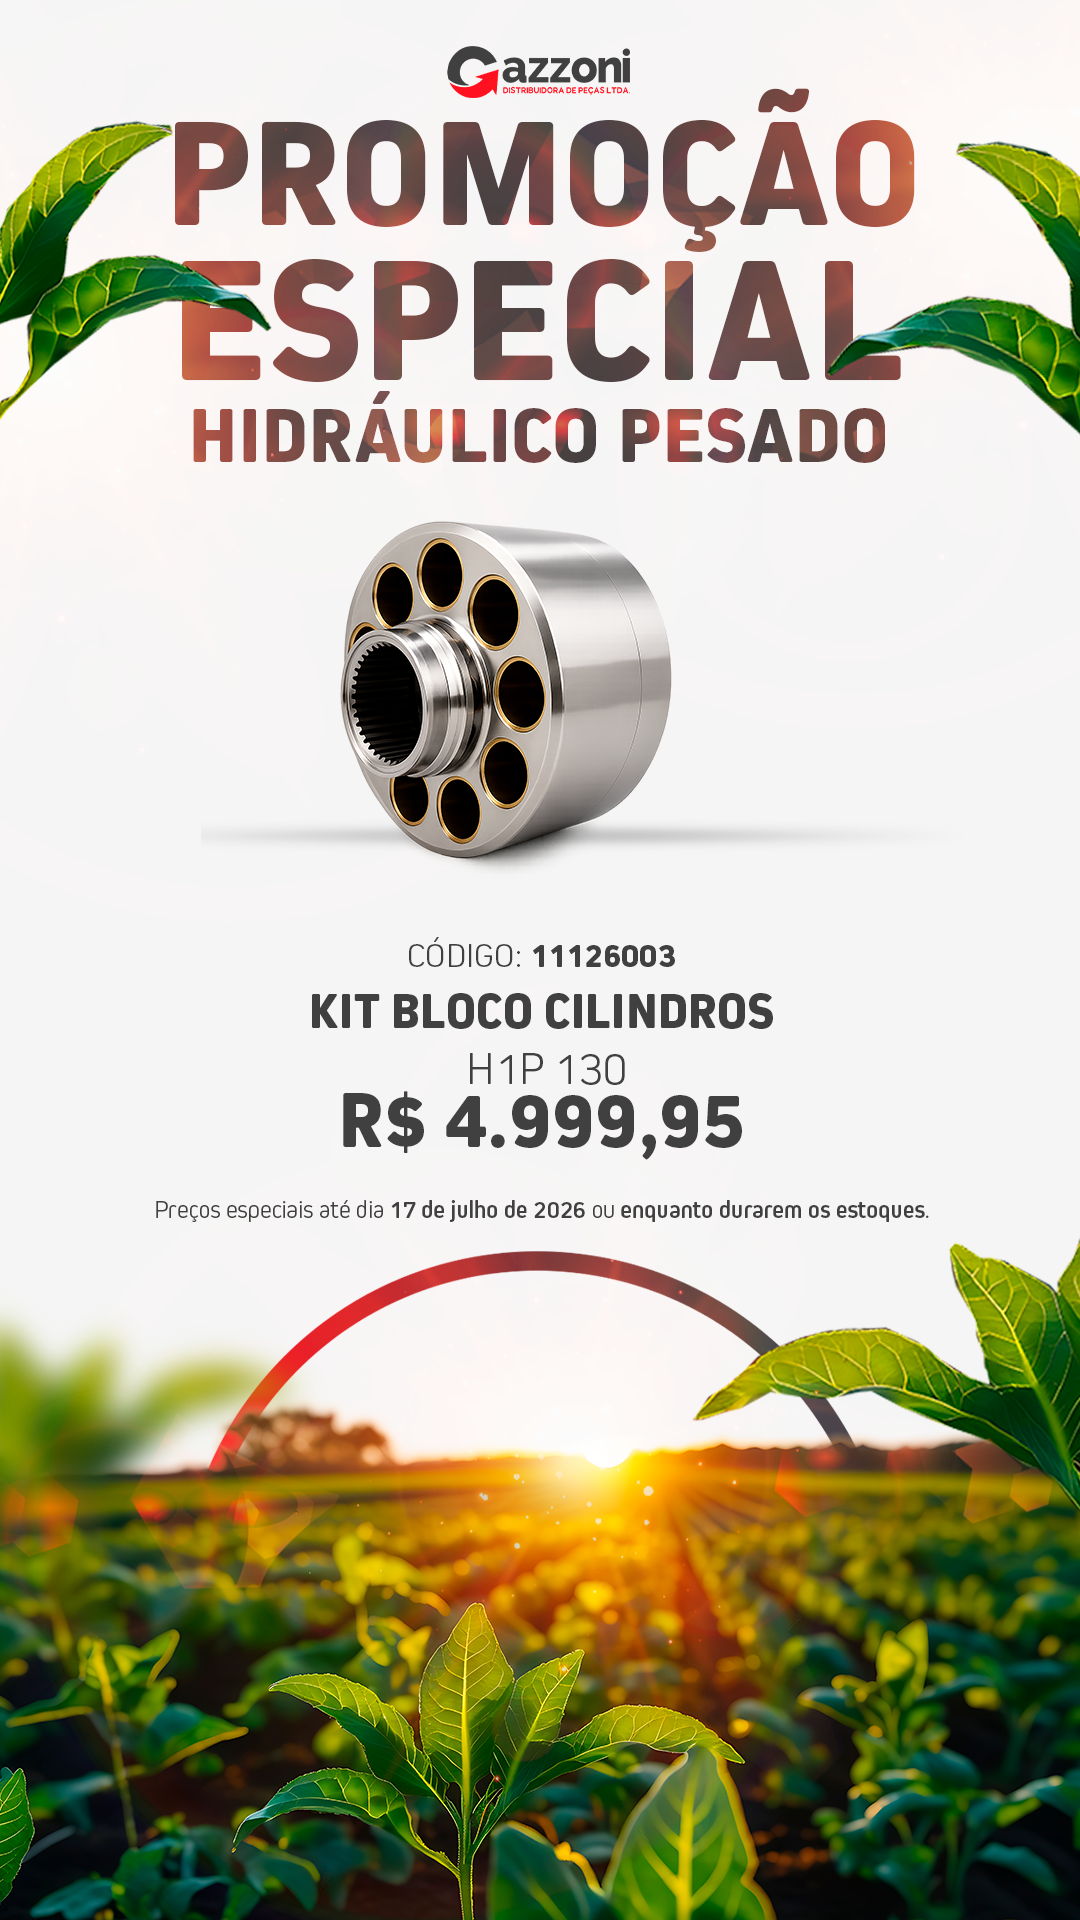 Gazzoni
DISTRIBUIDORA DE PEÇAS LTDA.
PROMOÇÃO
ESPECIAL
HIDRÁULICO PESADO
CÓDIGO: 11126003
KIT BLOCO CILINDROS
H1P 130
R$ 4.999,95
Preços especiais até dia 17 de julho de 2026 ou enquanto durarem os estoques.